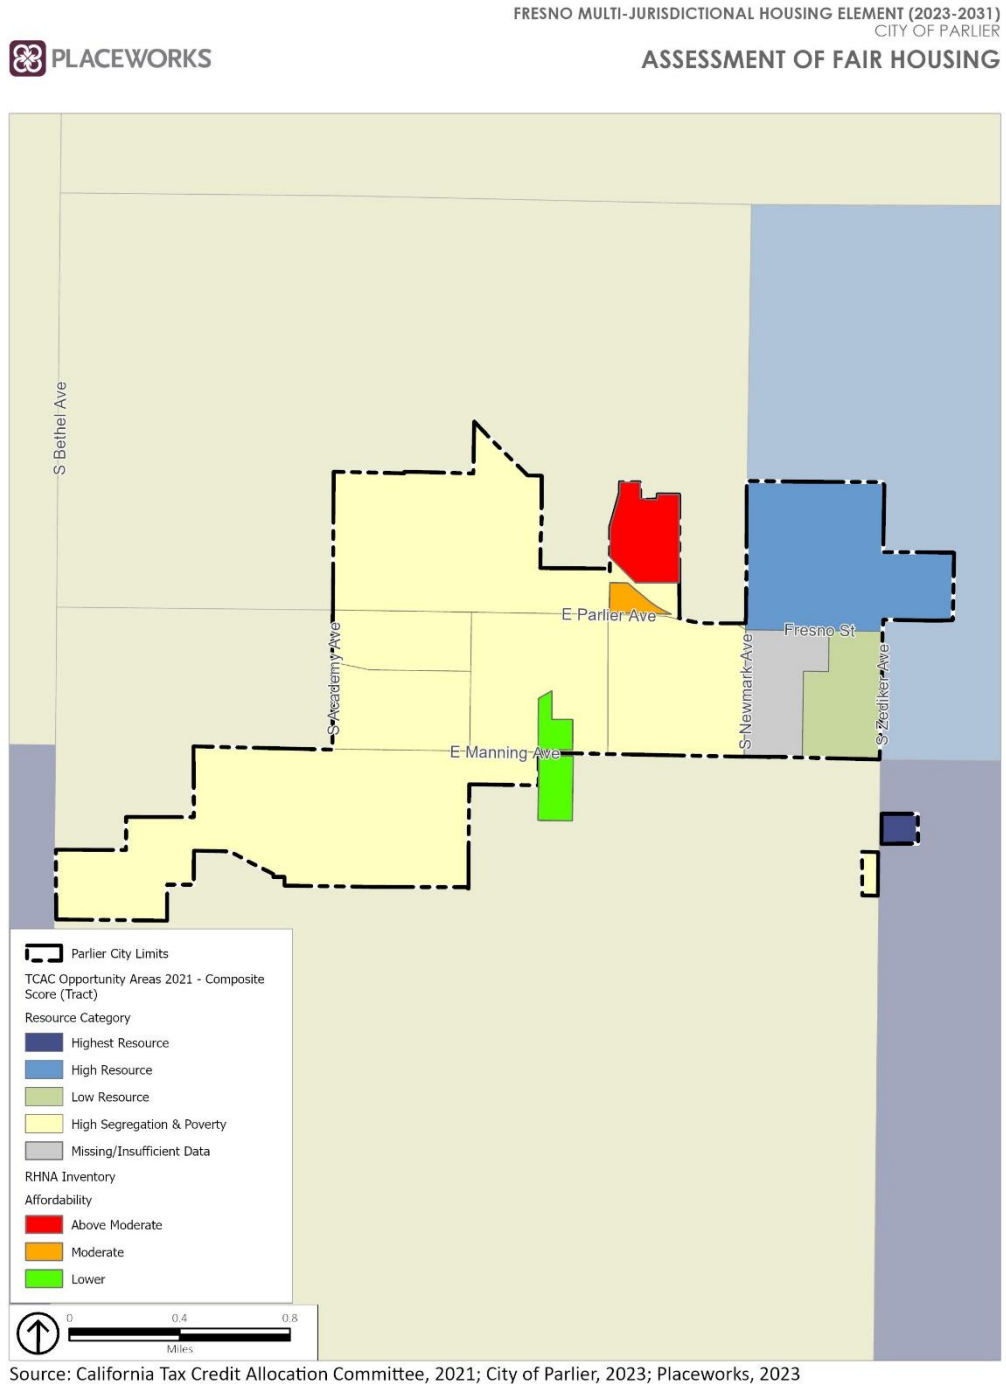 FRESNO MULTI-JURISDICTIONAL HOUSING ELEMENT (2023-2031)
CITY OF PARLIER
PLACEWORKS
ASSESSMENT OF FAIR HOUSING
S Bethel Ave
E Parlier Ave
Fresno St
S Academy Ave
S Newmark Ave
S Zediker Ave
E Manning Ave
Parlier City Limits
TCAC Opportunity Areas 2021 - Composite
Score (Tract)
Resource Category
Highest Resource
High Resource
Low Resource
High Segregation & Poverty
Missing/Insufficient Data
RHNA Inventory
Affordability
Above Moderate
Moderate
Lower
0 0.4 0.8
Miles
Source: California Tax Credit Allocation Committee, 2021; City of Parlier, 2023; Placeworks, 2023